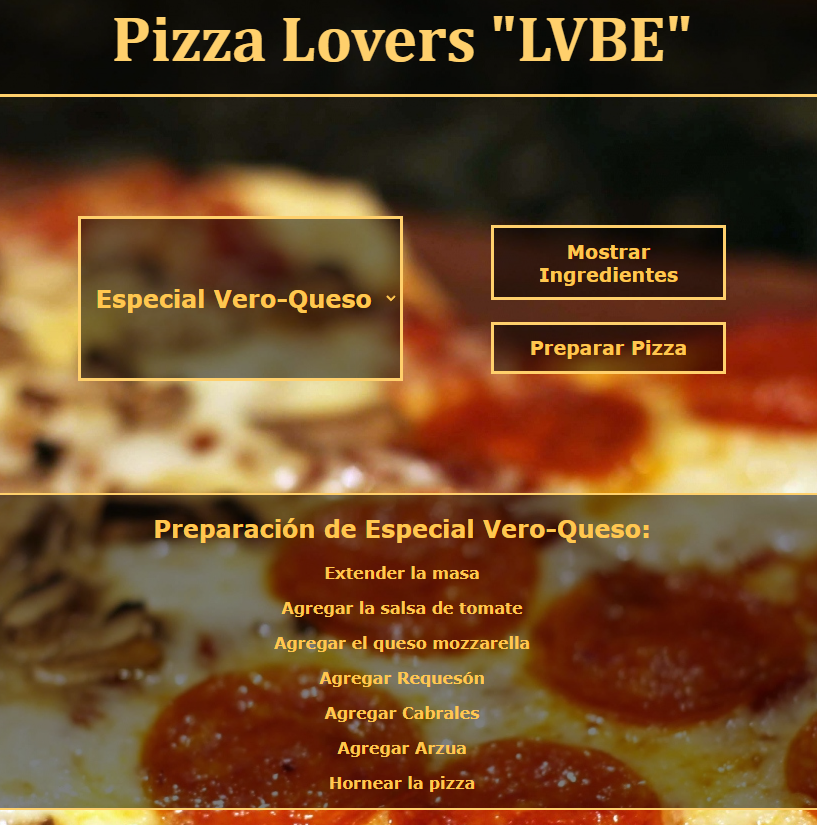 Pizza Lovers "LVBE"
Especial Vero-Queso
Mostrar
Ingredientes
Preparar Pizza
Preparación de Especial Vero-Queso:
Extender la masa
Agregar la salsa de tomate
Agregar el queso mozzarella
Agregar Requesón
Agregar Cabrales
Agregar Arzua
Hornear la pizza